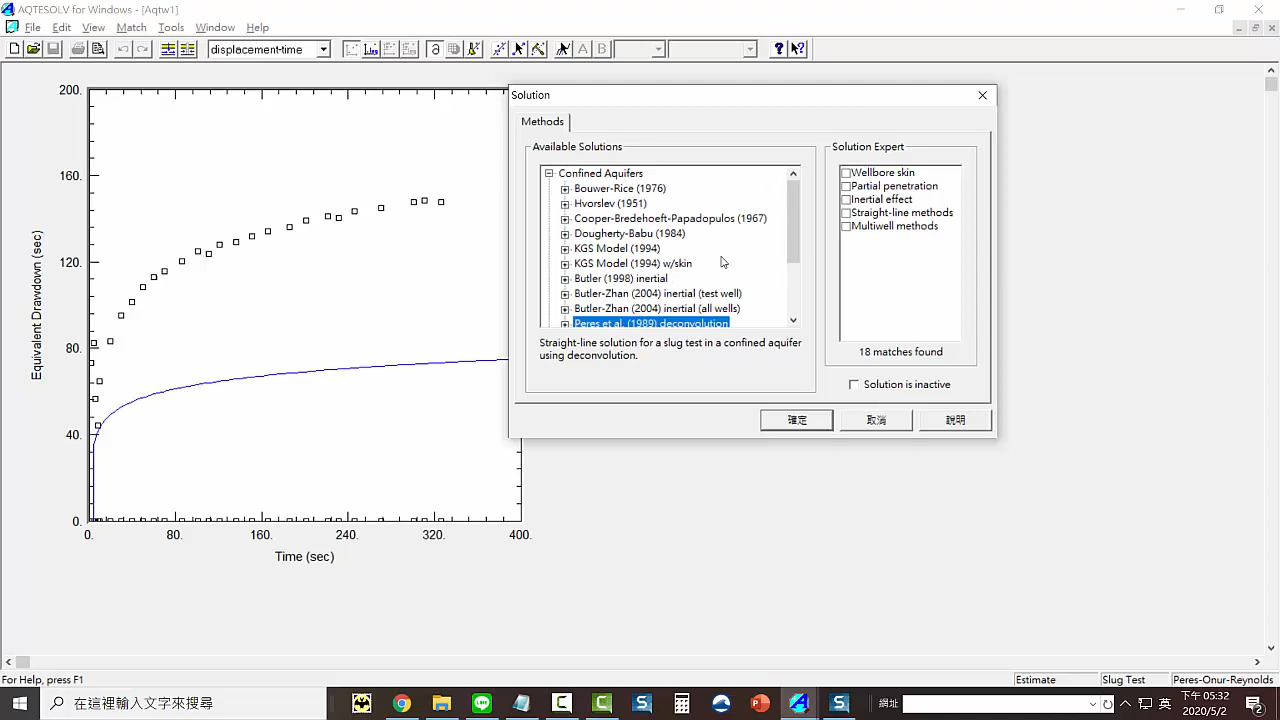 AQTESOLV for Windows - [Aqtw1]
File Edit View Match Tools Window Help
displacement-time
Solution
Methods
Available Solutions
Confined Aquifers
Bouwer-Rice (1976)
Hvorslev (1951)
Cooper-Bredehoeft-Papadopulos (1967)
Dougherty-Babu (1984)
KGS Model (1994)
KGS Model (1994) w/skin
Butler (1998) inertial
Butler-Zhan (2004) inertial (test well)
Butler-Zhan (2004) inertial (all wells)
Peres et al. (1989) deconvolution
Straight-line solution for a slug test in a confined aquifer
using deconvolution.
Solution Expert
Wellbore skin
Partial penetration
Inertial effect
Straight-line methods
Multiwell methods
18 matches found
Solution is inactive
確定 取消 說明
200.
160.
120.
80.
40.
0.
Equivalent Drawdown (sec)
0. 80. 160. 240. 320. 400.
Time (sec)
For Help, press F1
Estimate Slug Test Peres-Onur-Reynolds
在這裡輸入文字來搜尋
網址
英
下午 05:32
2020/5/2
2